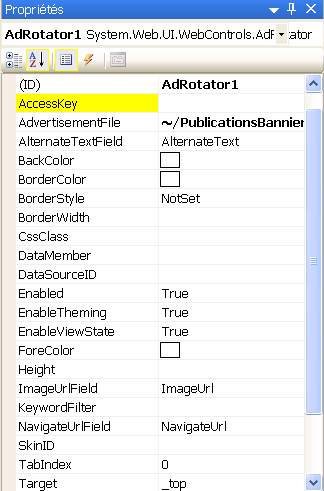 Propriétés
AdRotator1 System.Web.UI.WebControls.AdR ator
(ID) AdRotator1
AccessKey
AdvertisementFile ~/PublicationsBannier
AlternateTextField AlternateText
BackColor
BorderColor
BorderStyle NotSet
BorderWidth
CssClass
DataMember
DataSourceID
Enabled True
EnableTheming True
EnableViewState True
ForeColor
Height
ImageUrlField ImageUrl
KeywordFilter
NavigateUrlField NavigateUrl
SkinID
TabIndex 0
Target _top